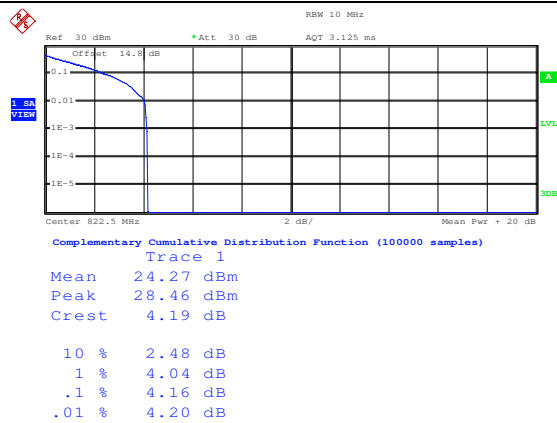 RBW 10 MHz
Ref 30 dBm *Att 30 dB AQT 3.125 ms
Offset 14.8 dB
0.1
A
0.01
1 SA
VIEW
1E-3
LVL
1E-4
1E-5
3DB
Center 822.5 MHz 2 dB/ Mean Pwr + 20 dB
Complementary Cumulative Distribution Function (100000 samples)
Trace 1
Mean 24.27 dBm
Peak 28.46 dBm
Crest 4.19 dB
10 % 2.48 dB
1 % 4.04 dB
.1 % 4.16 dB
.01 % 4.20 dB